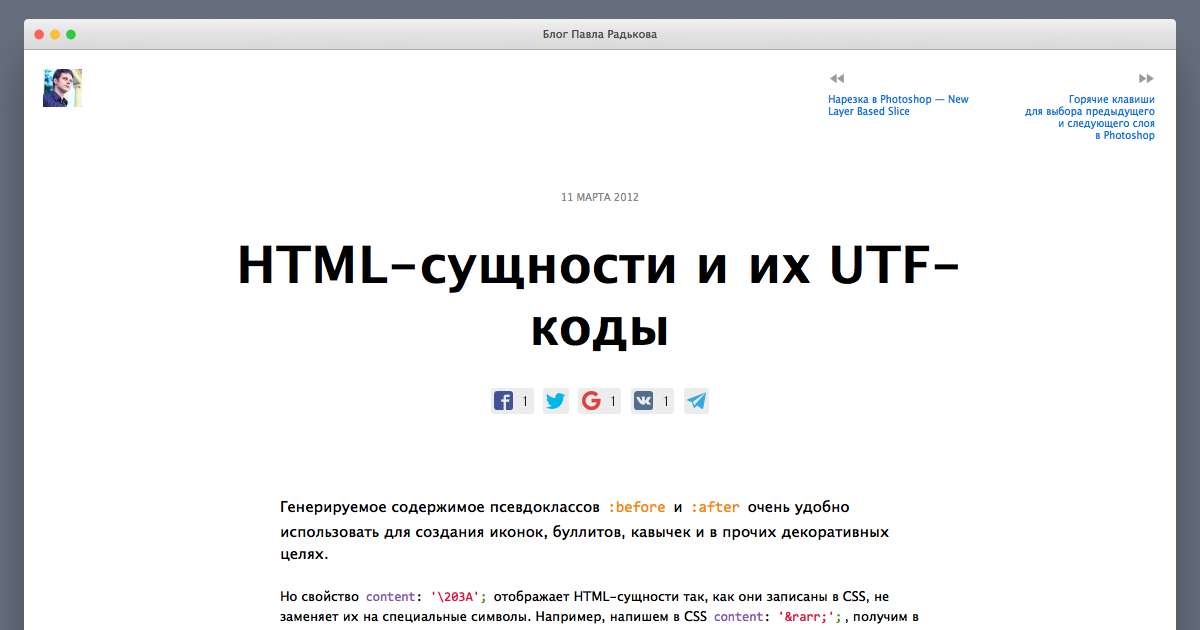 Блог Павла Радькова
Нарезка в Photoshop — New
Layer Based Slice
Горячие клавиши
для выбора предыдущего
и следующего слоя
в Photoshop
11 МАРТА 2012
HTML-сущности и их UTF-
коды
1 1 1
Генерируемое содержимое псевдоклассов :before и :after очень удобно
использовать для создания иконок, буллитов, кавычек и в прочих декоративных
целях.
Но свойство content: '\203A'; отображает HTML-сущности так, как они записаны в CSS, не
заменяет их на специальные символы. Например, напишем в CSS content: '&rarr;';, получим в